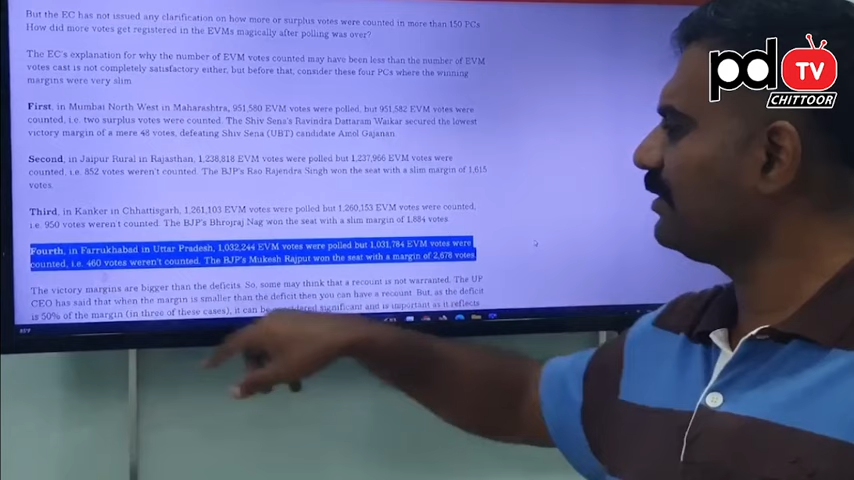 But the EC has not issued any clarification on how more or surplus votes were counted in more than 150 PCs
How did more votes get registered in the EVMs magically after polling was over?
The EC's explanation for why the number of EVM votes counted may have been less than the number of EVM
votes cast is not completely satisfactory either, but before that, consider these four PCs where the winning
margins were very slim.
First, in Mumbai North West in Maharashtra, 951,580 EVM votes were polled, but 951,582 EVM votes were
counted, i.e. two surplus votes were counted. The Shiv Sena's Ravindra Dattaram Waikar secured the lowest
victory margin of a mere 48 votes, defeating Shiv Sena (UBT) candidate Amol Gajanan.
Second, in Jaipur Rural in Rajasthan, 1,238,818 EVM votes were polled but 1,237,966 EVM votes were
counted, i.e. 852 votes weren't counted. The BJP's Rao Rajendra Singh won the seat with a slim margin of 1,615
votes.
Third, in Kanker in Chhattisgarh, 1,261,103 EVM votes were polled but 1,260,153 EVM votes were counted,
i.e. 950 votes weren't counted. The BJP's Bhrojraj Nag won the seat with a slim margin of 1,884 votes.
Fourth, in Farrukhabad in Uttar Pradesh, 1,032,244 EVM votes were polled but 1,031,784 EVM votes were
counted, i.e. 460 votes weren't counted. The BJP's Mukesh Rajput won the seat with a margin of 2,678 votes.
The victory margins are bigger than the deficits. So, some may think that a recount is not warranted. The UP
CEO has said that when the margin is smaller than the deficit then you can have a recount. But, as the deficit
is 50% of the margin (in three of these cases), it can be considered significant and is important as it reflects
pd TV
CHITTOOR